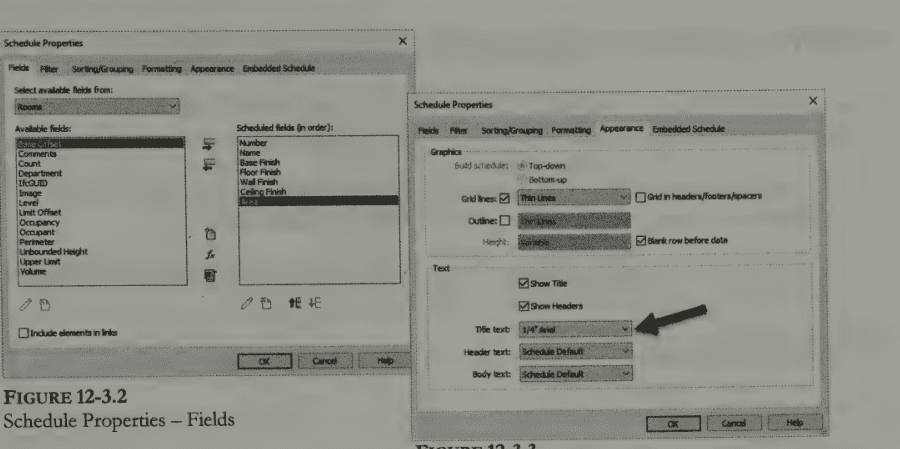 Schedule Properties
Fields Filter Sorting/Grouping Formatting Appearance Embedded Schedule
Select available fields from:
Rooms
Available fields:
Base Offset
Comments
Count
Department
IfcGUID
Image
Level
Limit Offset
Occupancy
Occupant
Perimeter
Unbounded Height
Upper Limit
Volume
Scheduled fields (in order):
Number
Name
Base Finish
Floor Finish
Wall Finish
Ceiling Finish
Area
Include elements in links
OK Cancel Help
FIGURE 12-3.2
Schedule Properties – Fields
Schedule Properties
Fields Filter Sorting/Grouping Formatting Appearance Embedded Schedule
Graphics
Build schedule: Top-down
Bottom-up
Grid lines: Thin Lines Grid in headers/footers/spacers
Outline: Thin Lines
Height: Variable Blank row before data
Text
Show Title
Show Headers
Title text: 1/4" Arial
Header text: Schedule Default
Body text: Schedule Default
OK Cancel Help
FIGURE 12-3.3